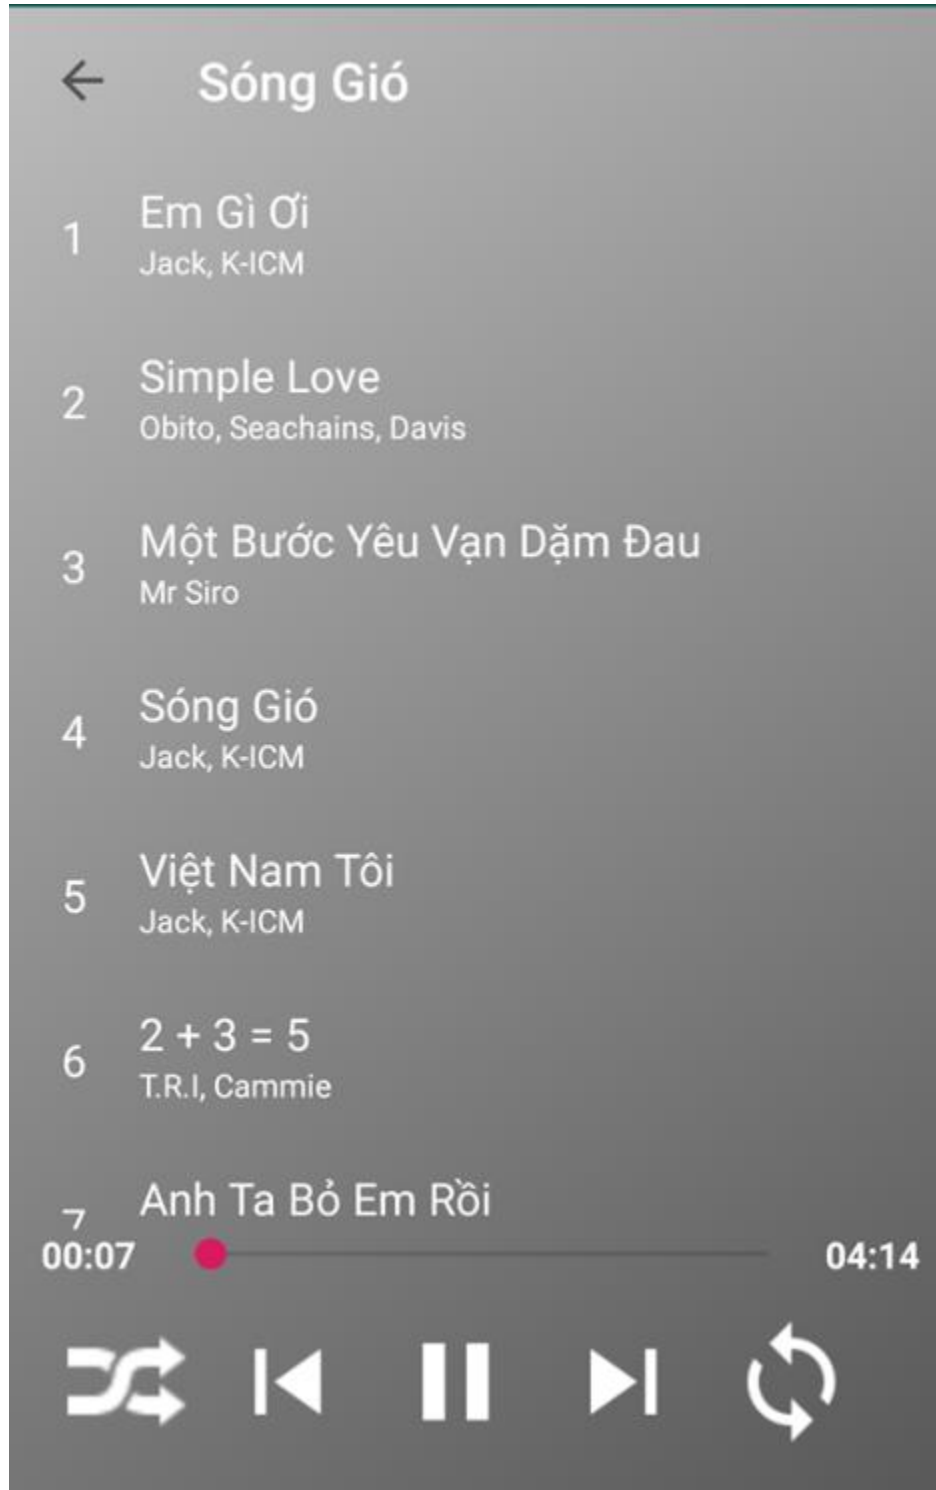 Sóng Gió
1
Em Gì Ơi
Jack, K-ICM
2
Simple Love
Obito, Seachains, Davis
3
Một Bước Yêu Vạn Dặm Đau
Mr Siro
4
Sóng Gió
Jack, K-ICM
5
Việt Nam Tôi
Jack, K-ICM
6
2 + 3 = 5
T.R.I, Cammie
7
Anh Ta Bỏ Em Rồi
00:07 04:14